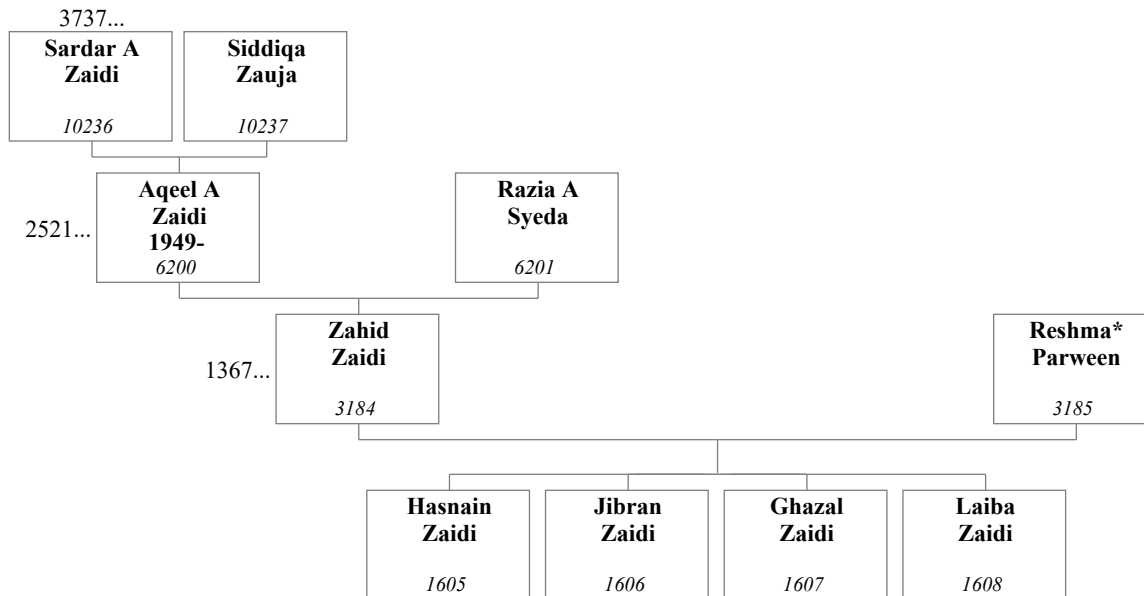 3737...
Sardar A
Zaidi
10236
Siddiqa
Zauja
10237
2521...
Aqeel A
Zaidi
1949-
6200
Razia A
Syeda
6201
1367...
Zahid
Zaidi
3184
Reshma*
Parween
3185
Hasnain
Zaidi
1605
Jibran
Zaidi
1606
Ghazal
Zaidi
1607
Laiba
Zaidi
1608